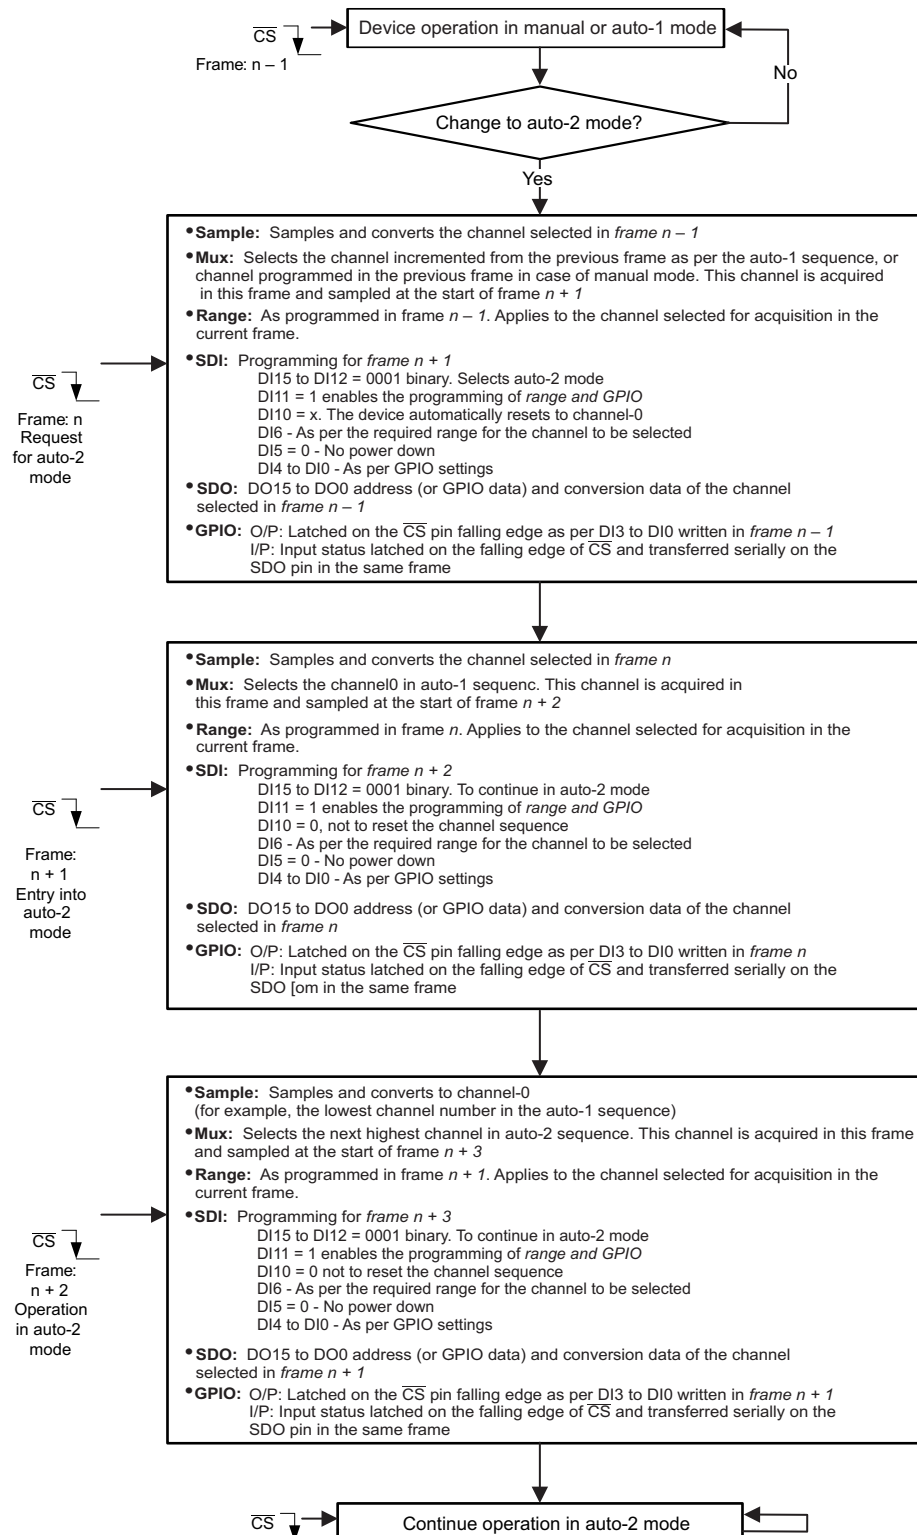 Device operation in manual or auto-1 mode
CS
Frame: n – 1
No
Change to auto-2 mode?
Yes
•Sample: Samples and converts the channel selected in frame n – 1
•Mux: Selects the channel incremented from the previous frame as per the auto-1 sequence, or
channel programmed in the previous frame in case of manual mode. This channel is acquired
in this frame and sampled at the start of frame n + 1
•Range: As programmed in frame n – 1. Applies to the channel selected for acquisition in the
current frame.
•SDI: Programming for frame n + 1
DI15 to DI12 = 0001 binary. Selects auto-2 mode
DI11 = 1 enables the programming of range and GPIO
DI10 = x. The device automatically resets to channel-0
DI6 - As per the required range for the channel to be selected
DI5 = 0 - No power down
DI4 to DI0 - As per GPIO settings
•SDO: DO15 to DO0 address (or GPIO data) and conversion data of the channel
selected in frame n – 1
•GPIO: O/P: Latched on the CS pin falling edge as per DI3 to DI0 written in frame n – 1
I/P: Input status latched on the falling edge of CS and transferred serially on the
SDO pin in the same frame
CS
Frame: n
Request
for auto-2
mode
•Sample: Samples and converts the channel selected in frame n
•Mux: Selects the channel0 in auto-1 sequenc. This channel is acquired in
this frame and sampled at the start of frame n + 2
•Range: As programmed in frame n. Applies to the channel selected for acquisition in the
current frame.
•SDI: Programming for frame n + 2
DI15 to DI12 = 0001 binary. To continue in auto-2 mode
DI11 = 1 enables the programming of range and GPIO
DI10 = 0, not to reset the channel sequence
DI6 - As per the required range for the channel to be selected
DI5 = 0 - No power down
DI4 to DI0 - As per GPIO settings
•SDO: DO15 to DO0 address (or GPIO data) and conversion data of the channel
selected in frame n
•GPIO: O/P: Latched on the CS pin falling edge as per DI3 to DI0 written in frame n
I/P: Input status latched on the falling edge of CS and transferred serially on the
SDO [om in the same frame
CS
Frame:
n + 1
Entry into
auto-2
mode
•Sample: Samples and converts to channel-0
(for example, the lowest channel number in the auto-1 sequence)
•Mux: Selects the next highest channel in auto-2 sequence. This channel is acquired in this frame
and sampled at the start of frame n + 3
•Range: As programmed in frame n + 1. Applies to the channel selected for acquisition in the
current frame.
•SDI: Programming for frame n + 3
DI15 to DI12 = 0001 binary. To continue in auto-2 mode
DI11 = 1 enables the programming of range and GPIO
DI10 = 0 not to reset the channel sequence
DI6 - As per the required range for the channel to be selected
DI5 = 0 - No power down
DI4 to DI0 - As per GPIO settings
•SDO: DO15 to DO0 address (or GPIO data) and conversion data of the channel
selected in frame n + 1
•GPIO: O/P: Latched on the CS pin falling edge as per DI3 to DI0 written in frame n + 1
I/P: Input status latched on the falling edge of CS and transferred serially on the
SDO pin in the same frame
CS
Frame:
n + 2
Operation
in auto-2
mode
CS
Continue operation in auto-2 mode